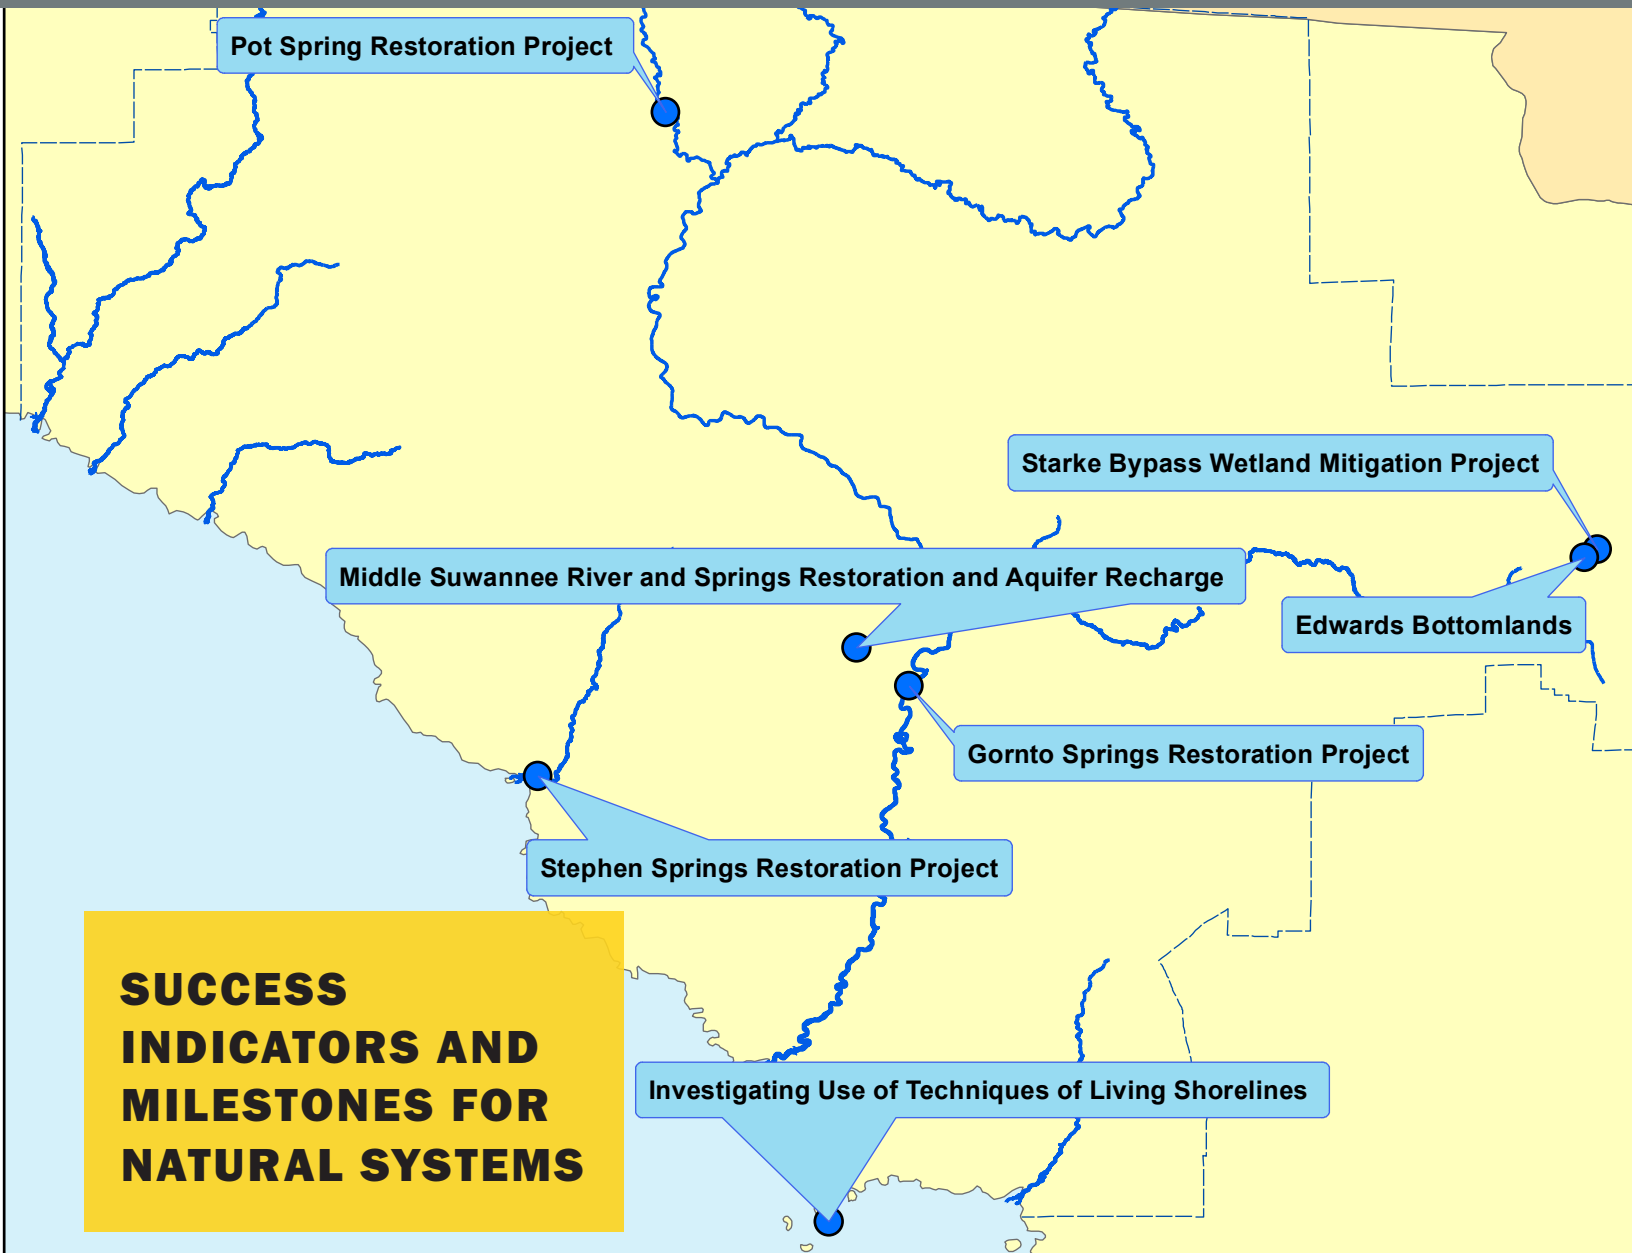 Pot Spring Restoration Project
Starke Bypass Wetland Mitigation Project
Middle Suwannee River and Springs Restoration and Aquifer Recharge
Edwards Bottomlands
Gornto Springs Restoration Project
Stephen Springs Restoration Project
SUCCESS
INDICATORS AND
MILESTONES FOR
NATURAL SYSTEMS
Investigating Use of Techniques of Living Shorelines